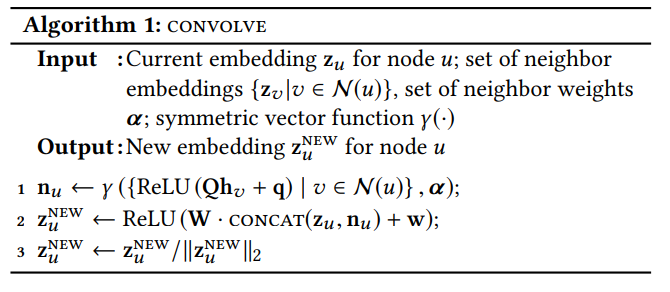 Algorithm 1: CONVOLVE
Input :Current embedding z_u for node u; set of neighbor
embeddings {z_v|v ∈ 𝒩(u)}, set of neighbor weights
α; symmetric vector function γ(·)
Output:New embedding z_u^NEW for node u
1 n_u ← γ ({ReLU (Qh_v + q) | v ∈ 𝒩(u)} , α);
2 z_u^NEW ← ReLU (W · CONCAT(z_u, n_u) + w);
3 z_u^NEW ← z_u^NEW/‖z_u^NEW‖_2